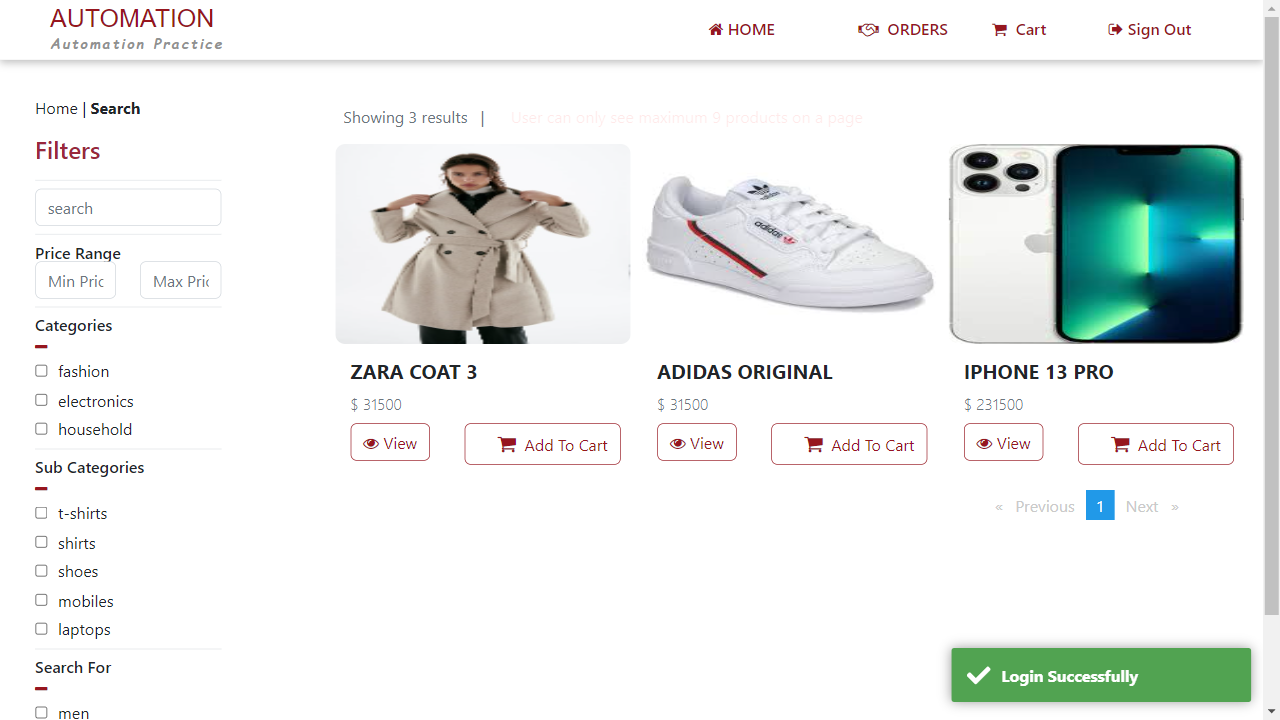 AUTOMATION
Automation Practice
HOME
ORDERS
Cart
Sign Out
Home | Search
Showing 3 results |
User can only see maximum 9 products on a page
Filters
search
Price Range
Min Pric
Max Pric
Categories
fashion
electronics
household
Sub Categories
t-shirts
shirts
shoes
mobiles
laptops
Search For
men
adidas
ZARA COAT 3
$ 31500
View
Add To Cart
ADIDAS ORIGINAL
$ 31500
View
Add To Cart
IPHONE 13 PRO
$ 231500
View
Add To Cart
« Previous 1 Next »
Login Successfully